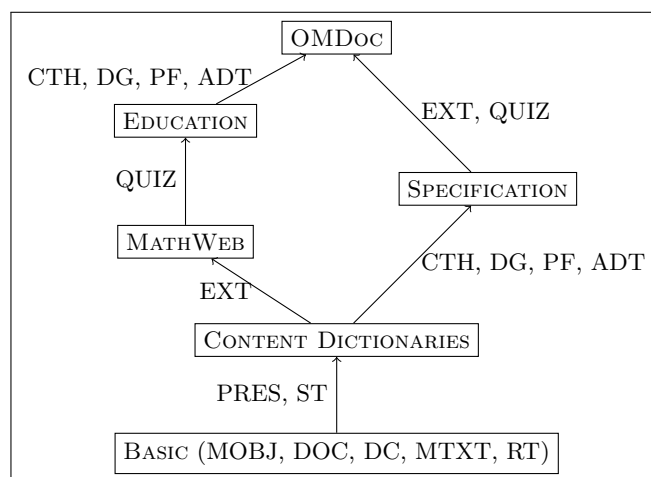 OMDoc
CTH, DG, PF, ADT
EXT, QUIZ
Education
QUIZ
Specification
MathWeb
CTH, DG, PF, ADT
EXT
Content Dictionaries
PRES, ST
Basic (MOBJ, DOC, DC, MTXT, RT)